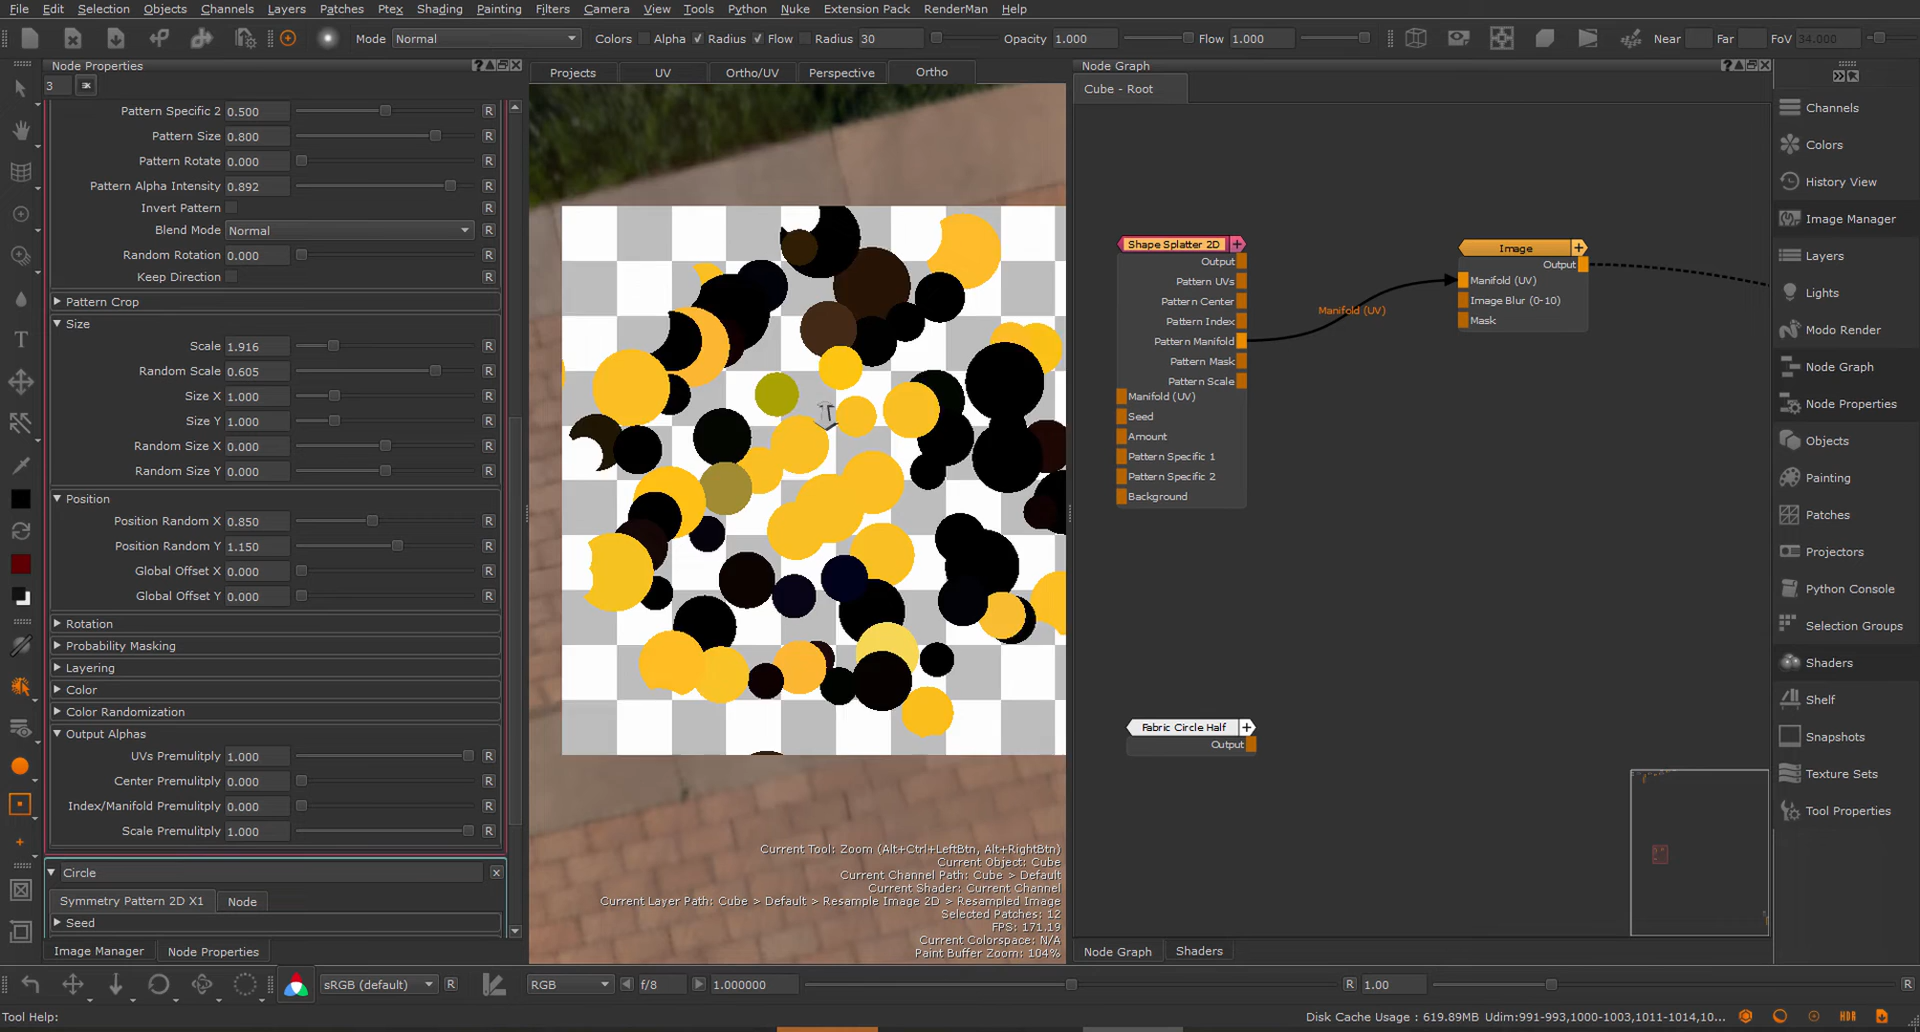 File Edit Selection Objects Channels Layers Patches Ptex Shading Painting Filters Camera View Tools Python Nuke Extension Pack RenderMan Help
Mode Normal Colors Alpha Radius Flow Radius 30 Opacity 1.000 Flow 1.000 Near Far FoV 34.000
Node Properties
3
Pattern Specific 2 0.500 R
Pattern Size 0.800 R
Pattern Rotate 0.000 R
Pattern Alpha Intensity 0.892 R
Invert Pattern
Blend Mode Normal
Random Rotation 0.000 R
Keep Direction
Pattern Crop
Size
Scale 1.916 R
Random Scale 0.605 R
Size X 1.000 R
Size Y 1.000 R
Random Size X 0.000 R
Random Size Y 0.000 R
Position
Position Random X 0.850 R
Position Random Y 1.150 R
Global Offset X 0.000 R
Global Offset Y 0.000 R
Rotation
Probability Masking
Layering
Color
Color Randomization
Output Alphas
UVs Premulitply 1.000 R
Center Premulitply 0.000 R
Index/Manifold Premulitply 0.000 R
Scale Premulitply 1.000 R
Circle
Symmetry Pattern 2D X1 Node
Seed
Image Manager Node Properties
Projects UV Ortho/UV Perspective Ortho
Current Tool: Zoom (Alt+Ctrl+LeftBtn, Alt+RightBtn)
Current Object: Cube
Current Channel Path: Cube > Default
Current Shader: Current Channel
Current Layer Path: Cube > Default > Resample Image 2D > Resampled Image
Selected Patches: 12
FPS: 171.19
Current Colorspace: N/A
Paint Buffer Zoom: 104%
Node Graph
Cube - Root
Shape Splatter 2D +
Output
Pattern UVs
Pattern Center
Pattern Index
Pattern Manifold
Pattern Mask
Pattern Scale
Manifold (UV)
Seed
Amount
Pattern Specific 1
Pattern Specific 2
Background
Manifold (UV)
Image +
Output
Manifold (UV)
Image Blur (0-10)
Mask
Fabric Circle Half +
Output
Node Graph Shaders
Channels
Colors
History View
Image Manager
Layers
Lights
Modo Render
Node Graph
Node Properties
Objects
Painting
Patches
Projectors
Python Console
Selection Groups
Shaders
Shelf
Snapshots
Texture Sets
Tool Properties
sRGB (default) R RGB f/8 1.000000 R 1.00 R
Tool Help: Disk Cache Usage : 619.89MB Udim:991-993,1000-1003,1011-1014,10... HDR